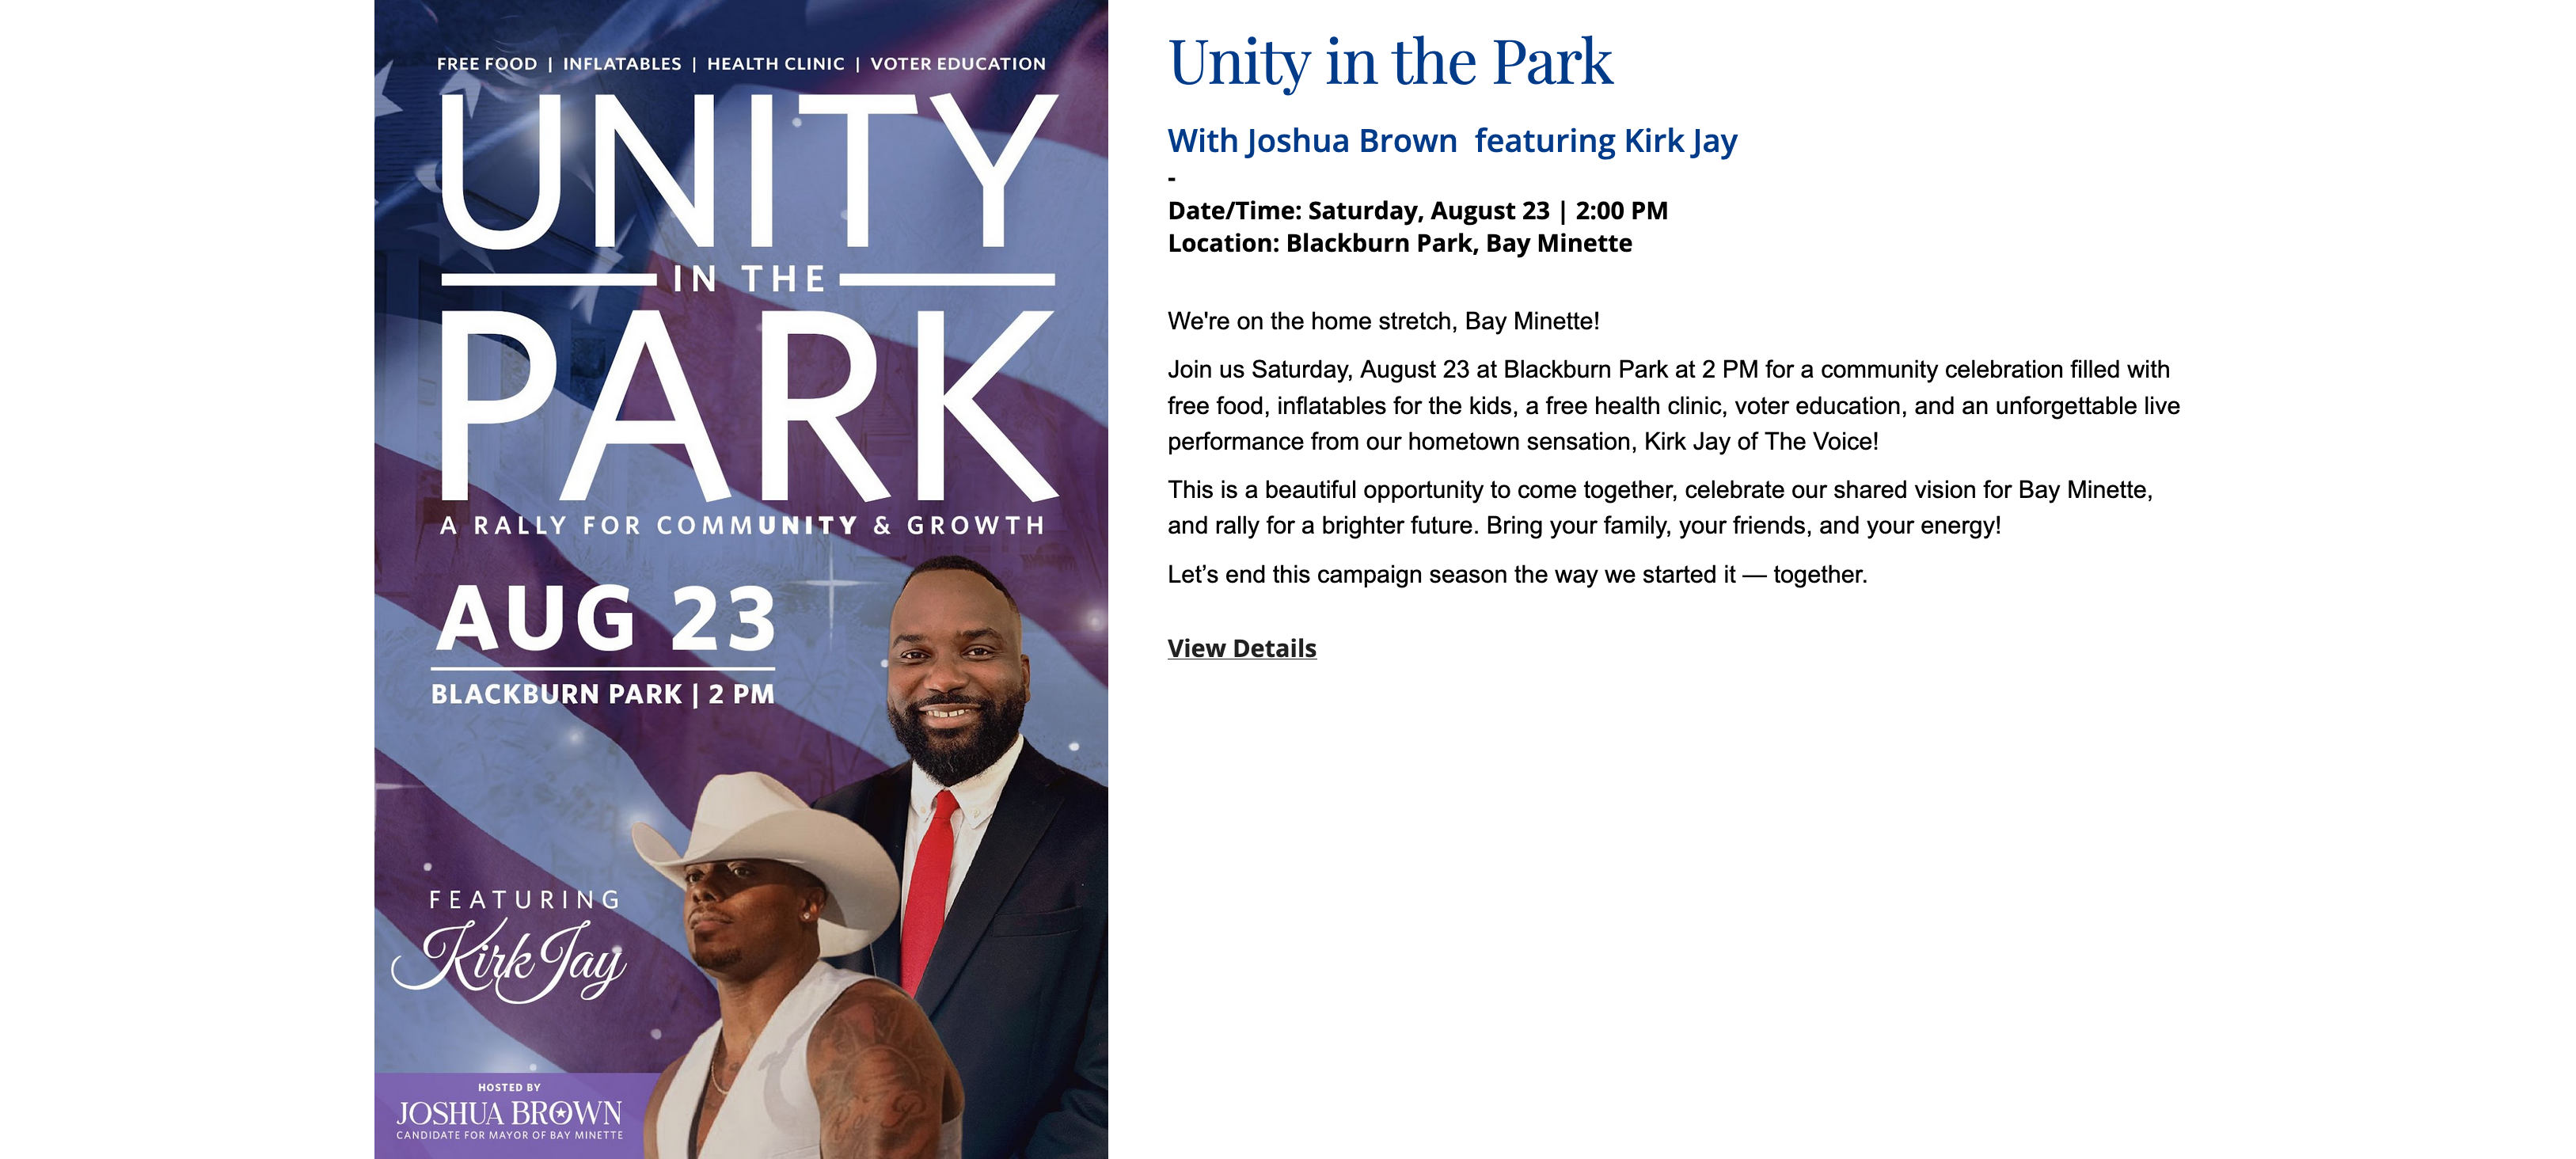 FREE FOOD | INFLATABLES | HEALTH CLINIC | VOTER EDUCATION
UNITY
IN THE
PARK
A RALLY FOR COMMUNITY & GROWTH
AUG 23
BLACKBURN PARK | 2 PM
FEATURING
Kirk Jay
HOSTED BY
JOSHUA BROWN
CANDIDATE FOR MAYOR OF BAY MINETTE
Unity in the Park
With Joshua Brown  featuring Kirk Jay
-
Date/Time: Saturday, August 23 | 2:00 PM
Location: Blackburn Park, Bay Minette
We're on the home stretch, Bay Minette!
Join us Saturday, August 23 at Blackburn Park at 2 PM for a community celebration filled with
free food, inflatables for the kids, a free health clinic, voter education, and an unforgettable live
performance from our hometown sensation, Kirk Jay of The Voice!
This is a beautiful opportunity to come together, celebrate our shared vision for Bay Minette,
and rally for a brighter future. Bring your family, your friends, and your energy!
Let’s end this campaign season the way we started it — together.
View Details